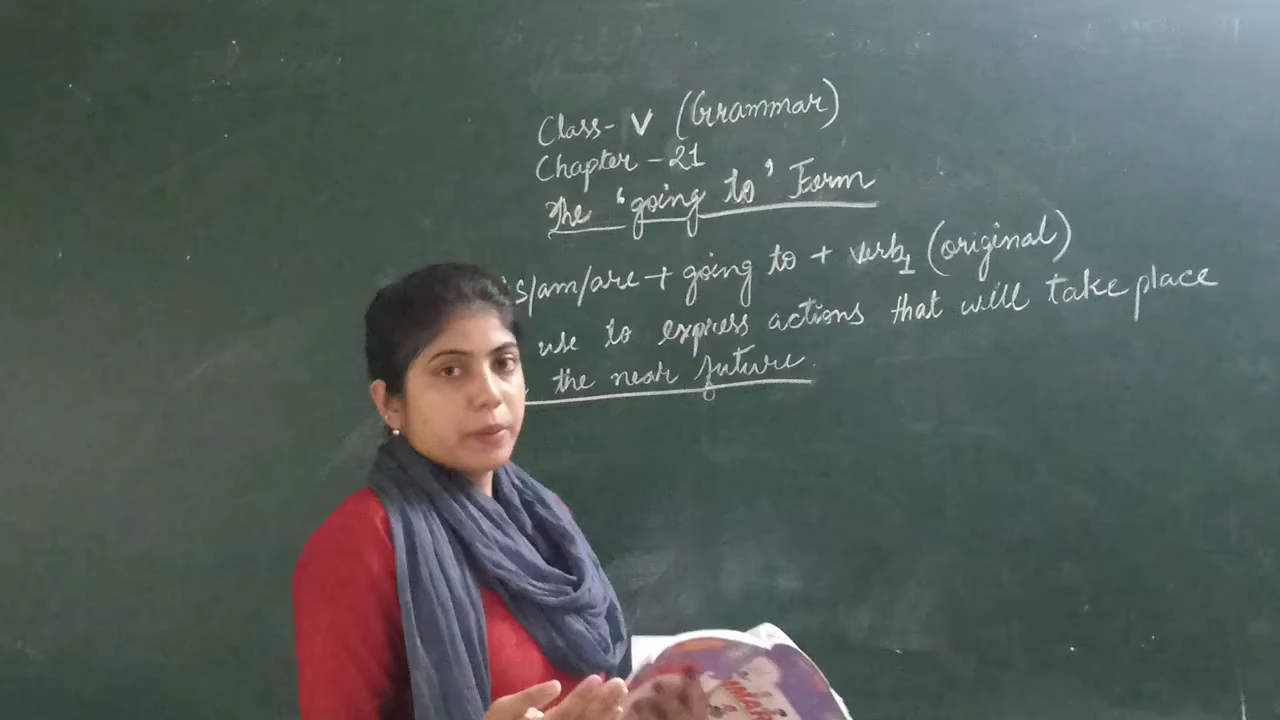 Class- V (Grammar)
Chapter - 21
The 'going to' Form
is/am/are + going to + verb1 (original)
use to express actions that will take place
the near future.